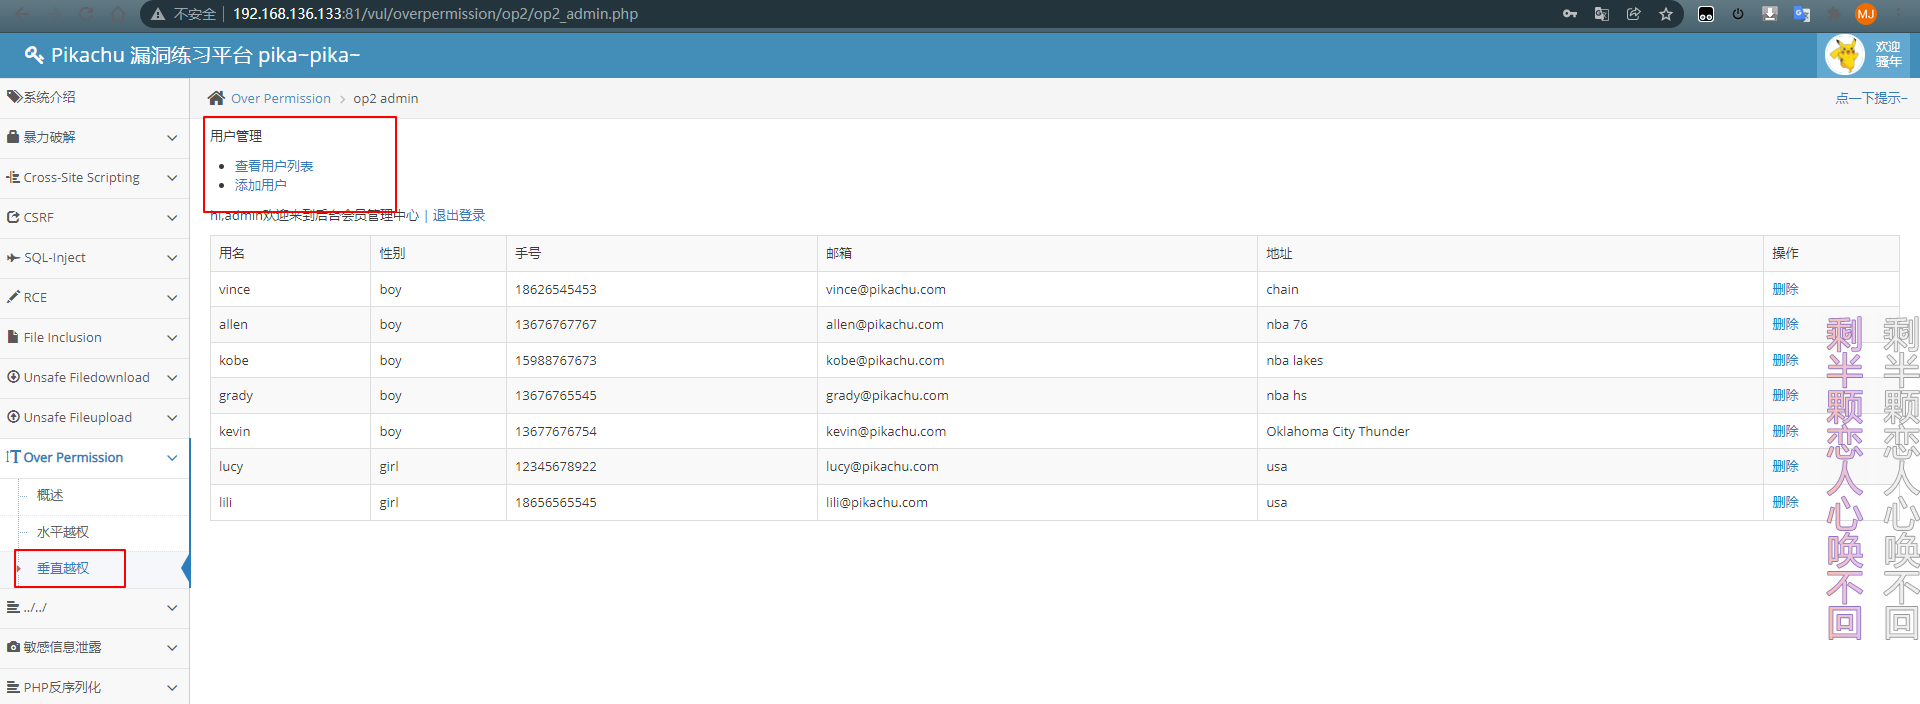 不安全 | 192.168.136.133:81/vul/overpermission/op2/op2_admin.php
MJ
Pikachu 漏洞练习平台 pika~pika~
欢迎
骚年
系统介绍
暴力破解
Cross-Site Scripting
CSRF
SQL-Inject
RCE
File Inclusion
Unsafe Filedownload
Unsafe Fileupload
Over Permission
概述
水平越权
垂直越权
../../
敏感信息泄露
PHP反序列化
Over Permission > op2 admin
点一下提示~
用户管理
查看用户列表
添加用户
hi,admin欢迎来到后台会员管理中心 | 退出登录
用名 性别 手号 邮箱 地址 操作
vince boy 18626545453 vince@pikachu.com chain 删除
allen boy 13676767767 allen@pikachu.com nba 76 删除
kobe boy 15988767673 kobe@pikachu.com nba lakes 删除
grady boy 13676765545 grady@pikachu.com nba hs 删除
kevin boy 13677676754 kevin@pikachu.com Oklahoma City Thunder 删除
lucy girl 12345678922 lucy@pikachu.com usa 删除
lili girl 18656565545 lili@pikachu.com usa 删除
剩半颗恋人心唤不回
剩半颗恋人心唤不回